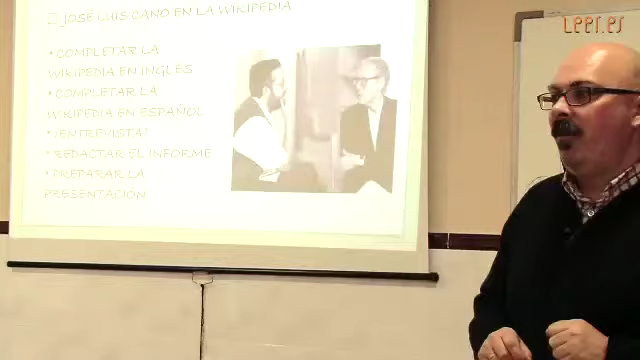 □ JOSÉ LUIS CANO EN LA WIKIPEDIA
• COMPLETAR LA
WIKIPEDIA EN INGLÉS
• COMPLETAR LA
WIKIPEDIA EN ESPAÑOL
• ¿ENTREVISTA?
• REDACTAR EL INFORME
• PREPARAR LA
PRESENTACIÓN
Leer.es